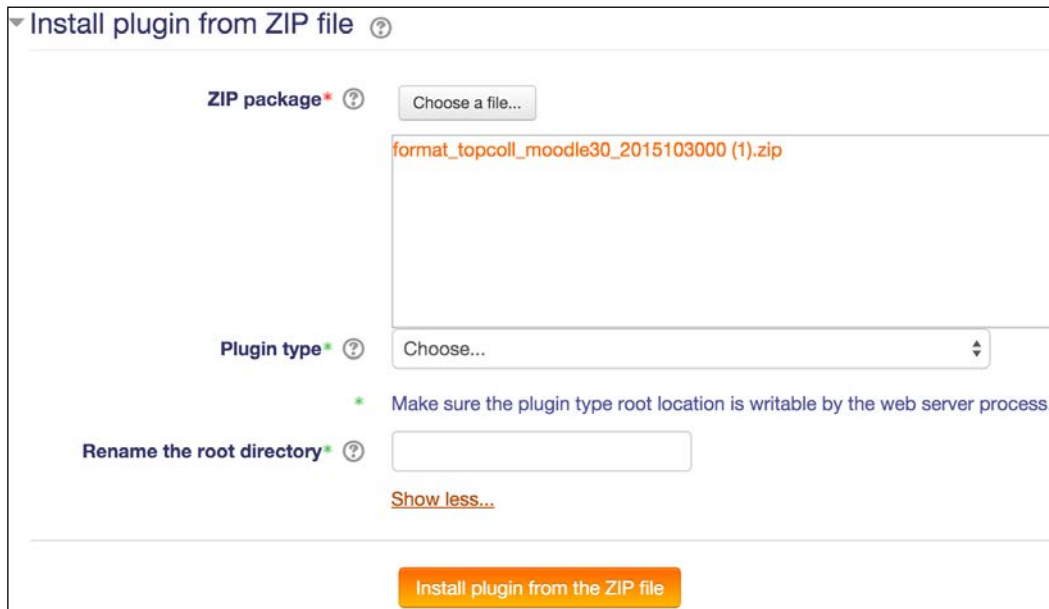 Install plugin from ZIP file
ZIP package*
Choose a file...
format_topcoll_moodle30_2015103000 (1).zip
Plugin type*
Choose...
* Make sure the plugin type root location is writable by the web server process
Rename the root directory*
Show less...
Install plugin from the ZIP file